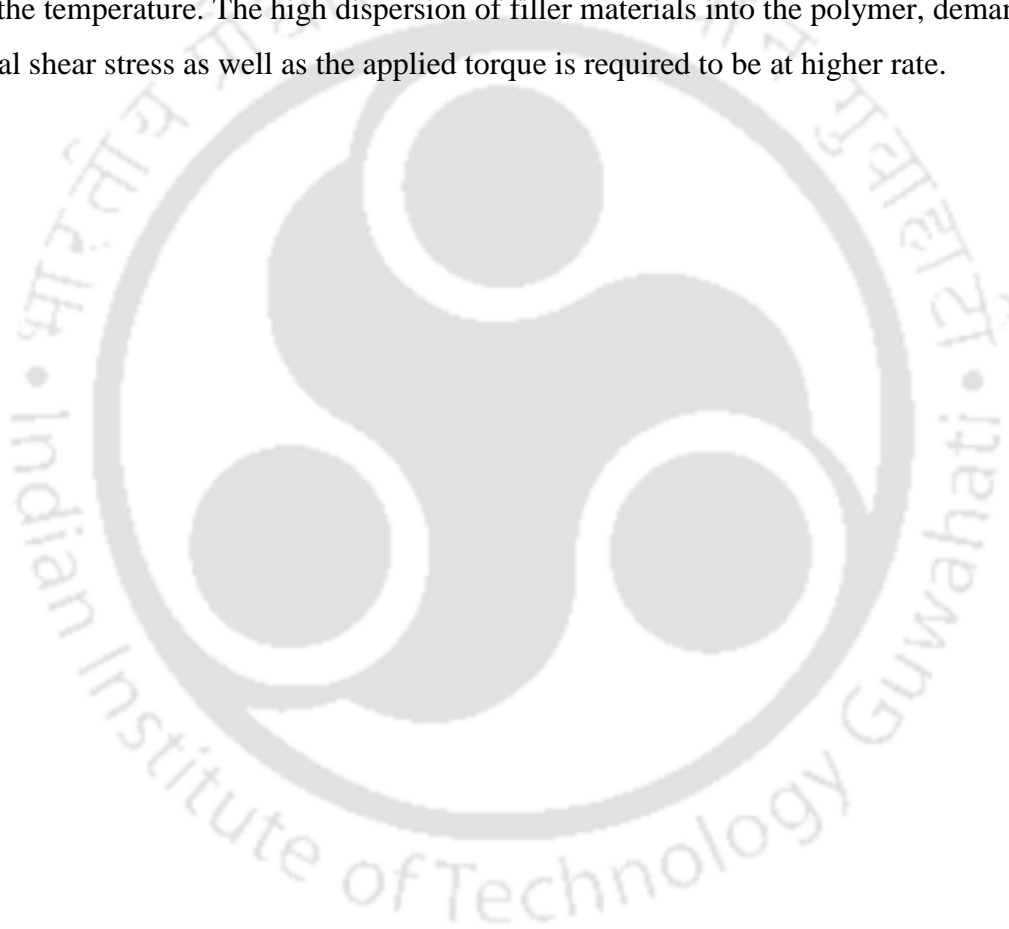 the temperature. The high dispersion of filler materials into the polymer, deman
al shear stress as well as the applied torque is required to be at higher rate.
• Indian Institute of Technology Guwahati •